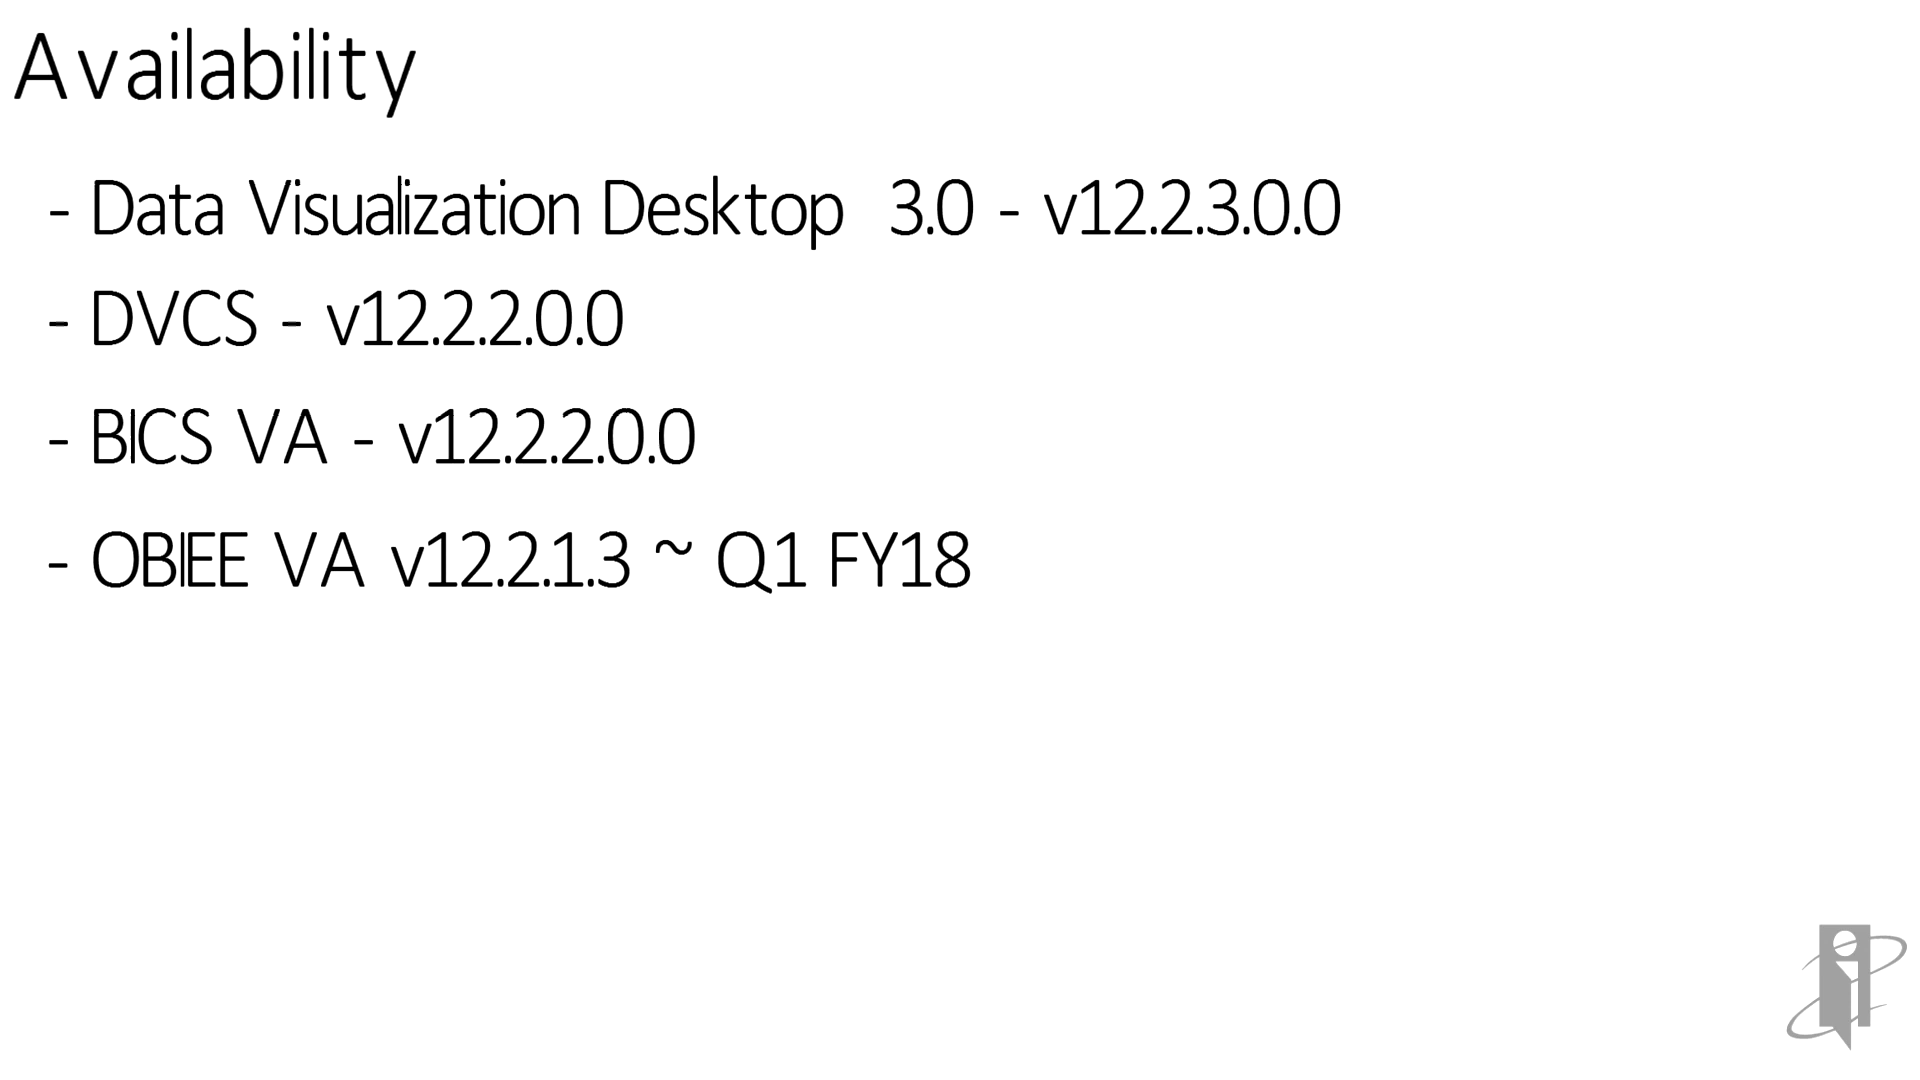 Availability
- Data Visualization Desktop 3.0 - v12.2.3.0.0
- DVCS - v12.2.2.0.0
- BICS VA - v12.2.2.0.0
- OBIEE VA v12.2.1.3 ~ Q1 FY18